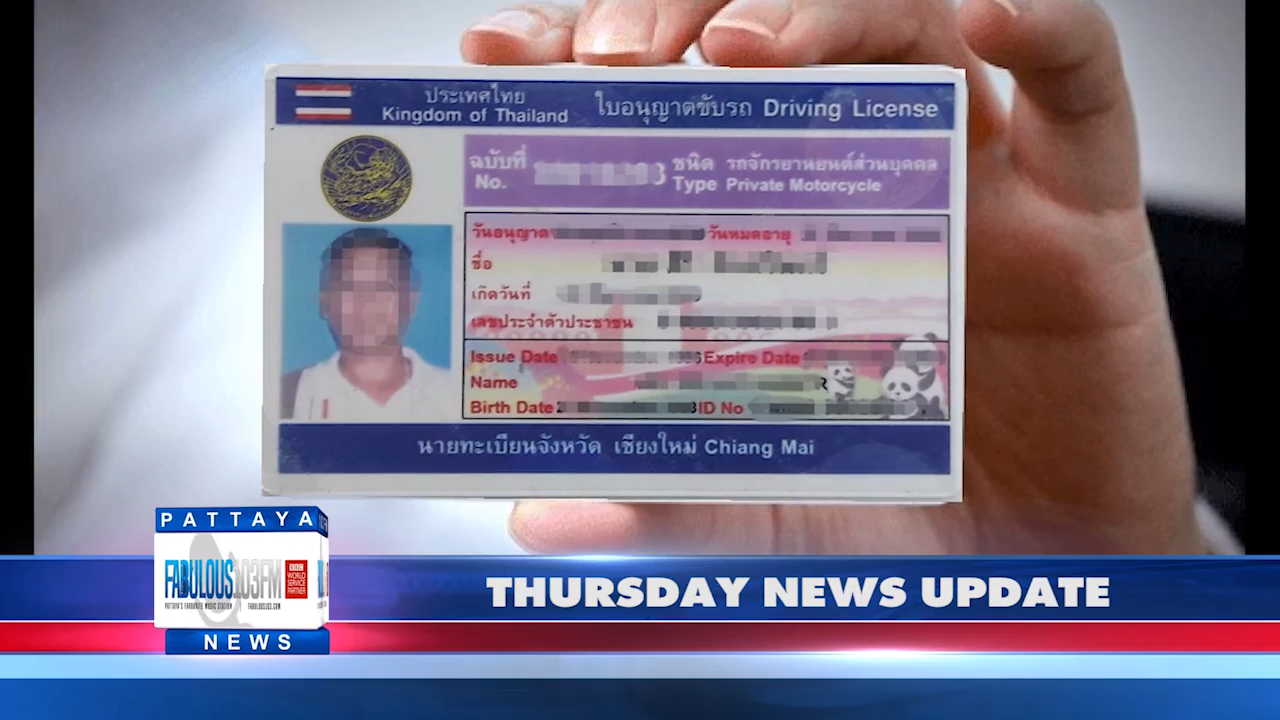 ประเทศไทย
Kingdom of Thailand
ใบอนุญาตขับรถ Driving License
ฉบับที่
No.
ชนิด รถจักรยานยนต์ส่วนบุคคล
Type Private Motorcycle
วันอนุญาต วันหมดอายุ
ชื่อ
เกิดวันที่
เลขประจำตัวประชาชน
Issue Date Expire Date
Name
Birth Date ID No
นายทะเบียนจังหวัด เชียงใหม่ Chiang Mai
PATTAYA
FABULOUS103FM
BBC
WORLD
SERVICE
PARTNER
PATTAYA'S FAVOURITE MUSIC STATION FABULOUS103.COM
NEWS
THURSDAY NEWS UPDATE